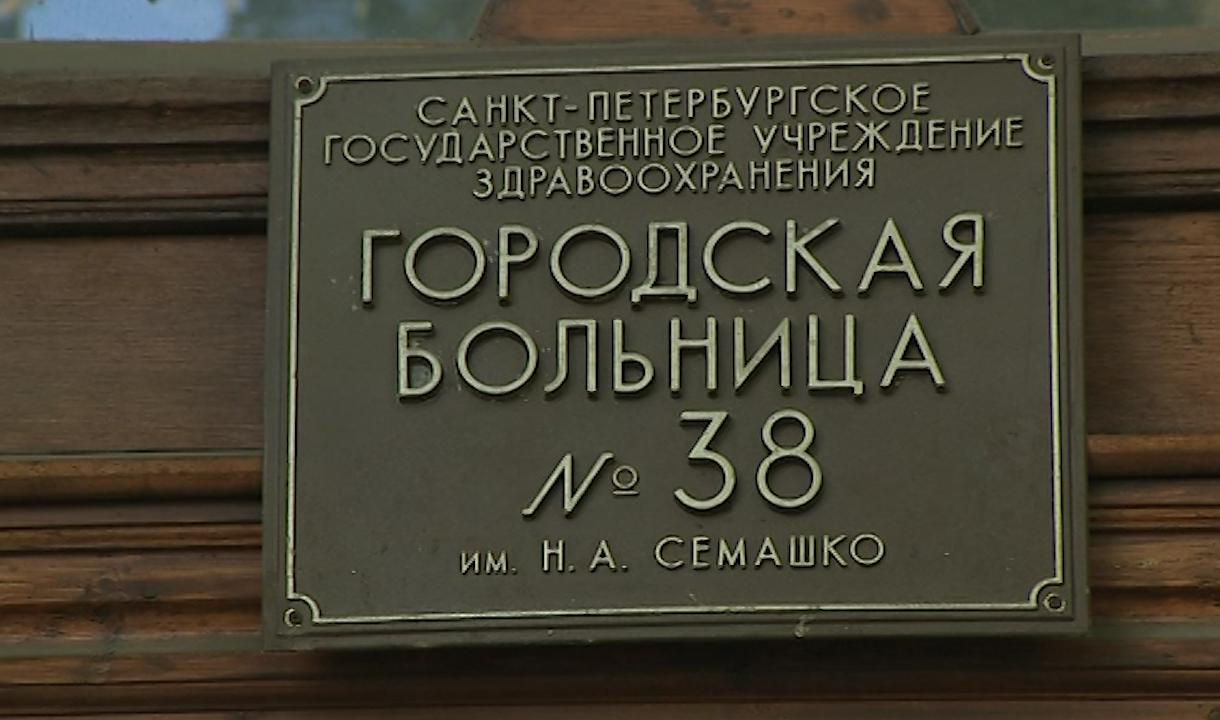 САНКТ-ПЕТЕРБУРГСКОЕ
ГОСУДАРСТВЕННОЕ УЧРЕЖДЕНИЕ
ЗДРАВООХРАНЕНИЯ
ГОРОДСКАЯ
БОЛЬНИЦА
№ 38
им. Н. А. СЕМАШКО